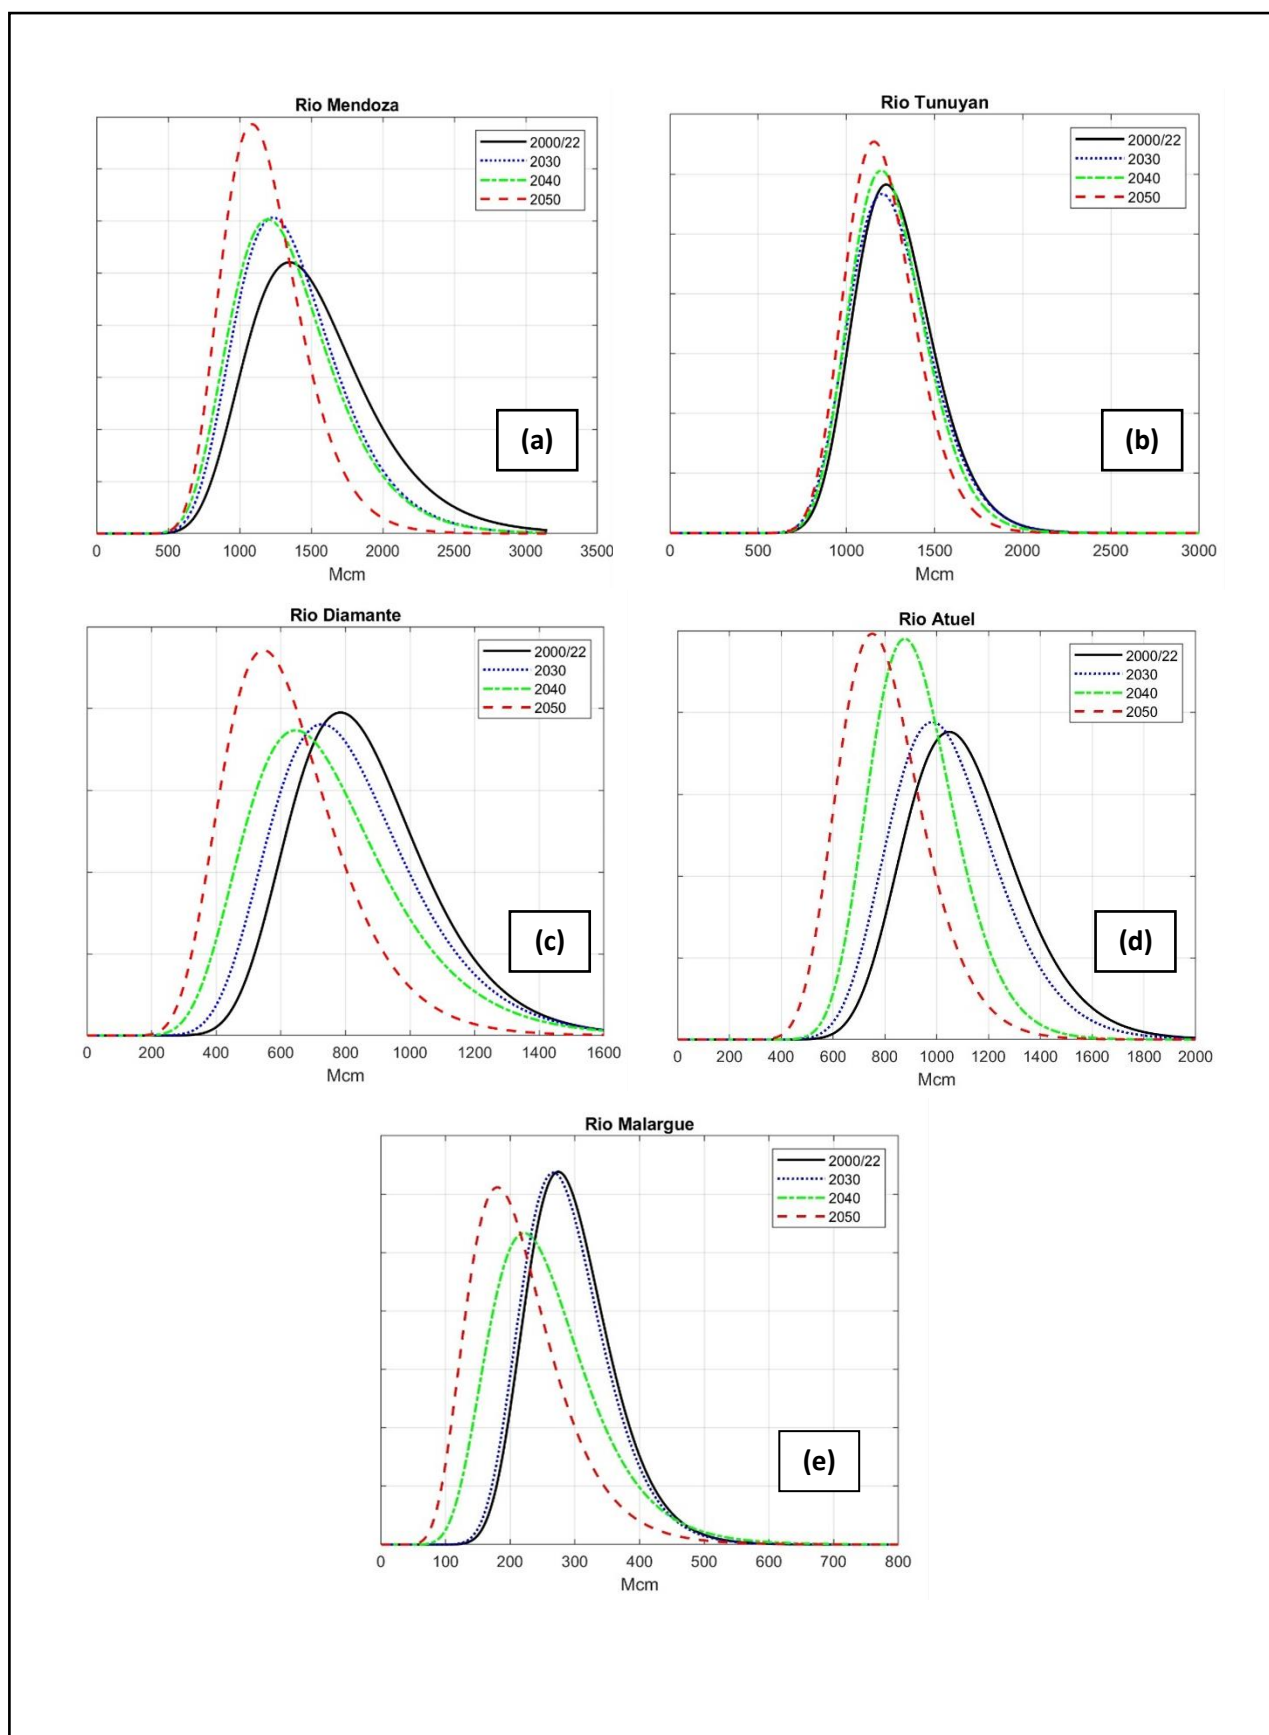 Rio Mendoza
2000/22
2030
2040
2050
(a)
0 500 1000 1500 2000 2500 3000 3500
Mcm
Rio Tunuyan
2000/22
2030
2040
2050
(b)
0 500 1000 1500 2000 2500 3000
Mcm
Rio Diamante
2000/22
2030
2040
2050
(c)
0 200 400 600 800 1000 1200 1400 1600
Mcm
Rio Atuel
2000/22
2030
2040
2050
(d)
0 200 400 600 800 1000 1200 1400 1600 1800 2000
Mcm
Rio Malargue
2000/22
2030
2040
2050
(e)
0 100 200 300 400 500 600 700 800
Mcm